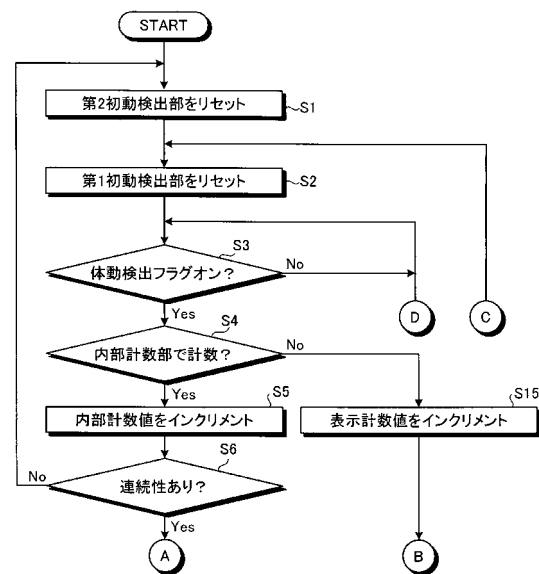 START
第2初動検出部をリセット
S1
第1初動検出部をリセット
S2
S3
体動検出フラグオン？
No
Yes
D
C
S4
内部計数部で計数？
No
Yes
S5
内部計数値をインクリメント
S15
表示計数値をインクリメント
S6
No
連続性あり？
Yes
A
B